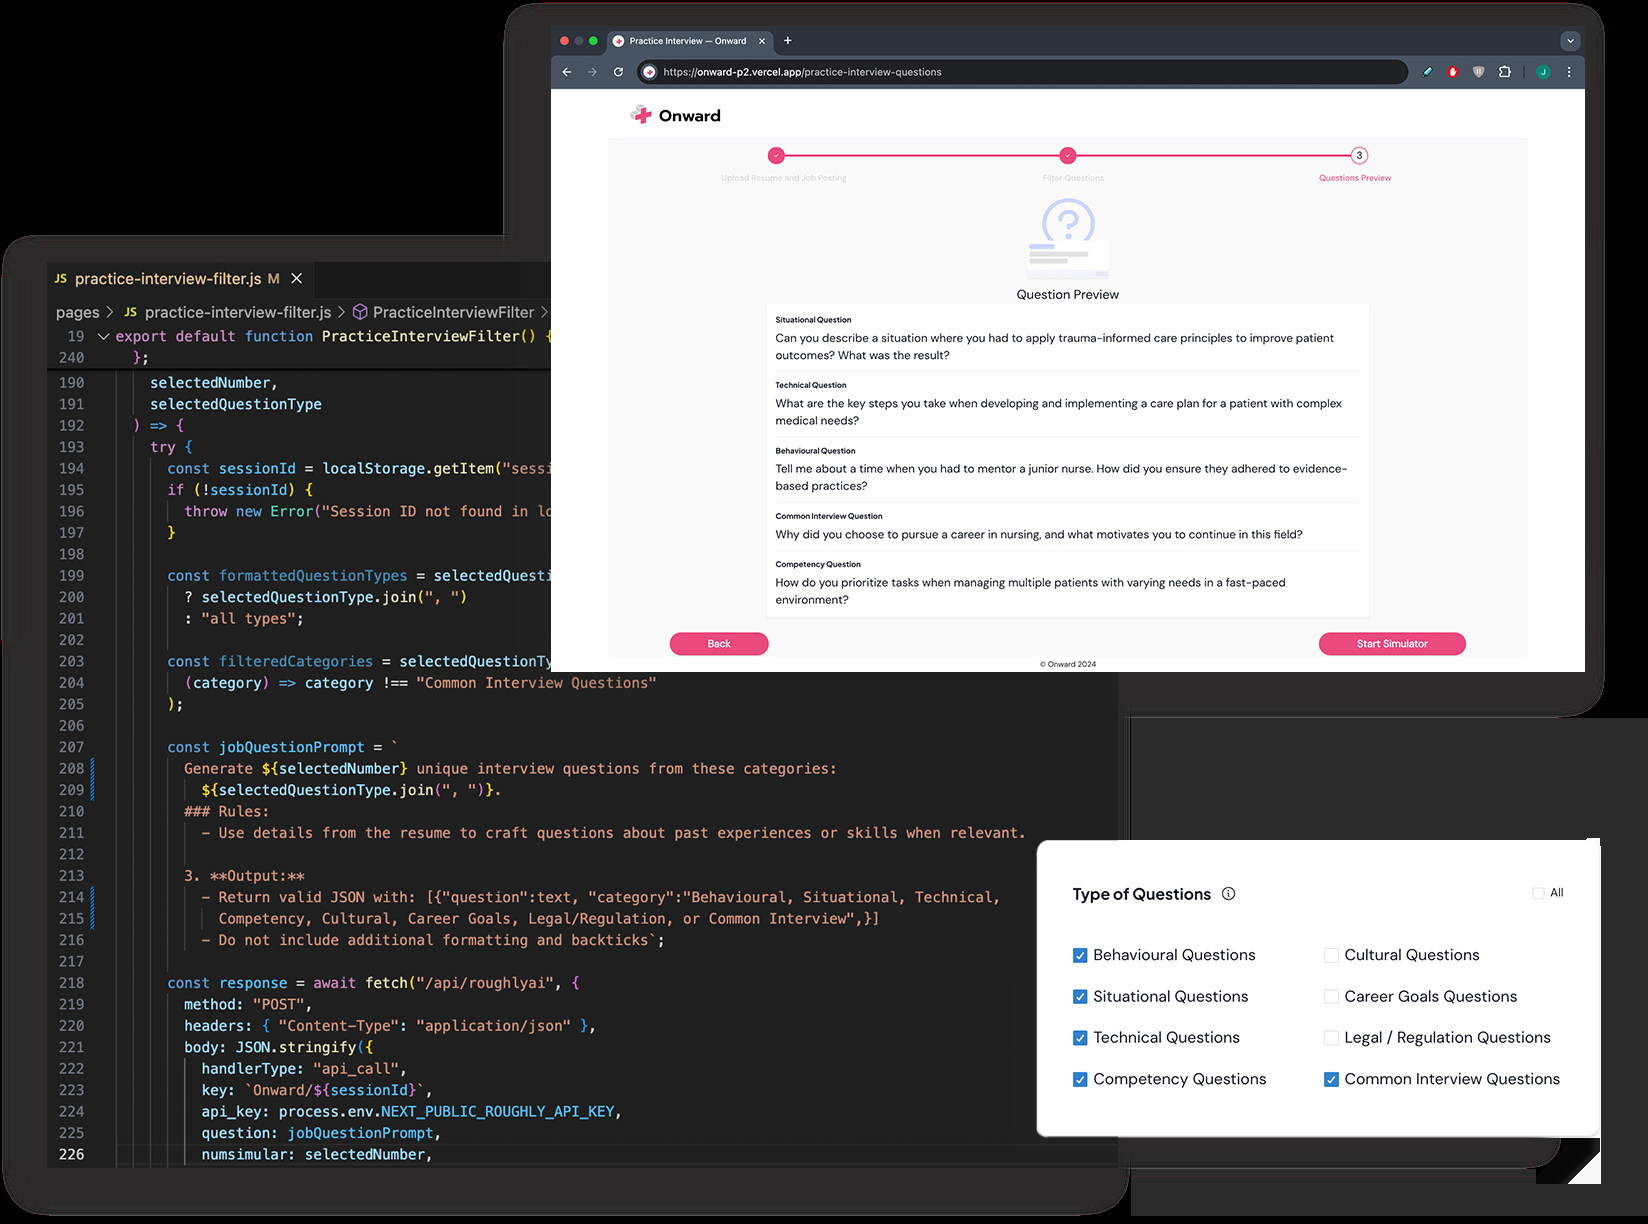 Practice Interview — Onward
https://onward-p2.vercel.app/practice-interview-questions
J
Onward
3
Upload Resume and Job Posting
Filter Questions
Questions Preview
Question Preview
Situational Question
Can you describe a situation where you had to apply trauma-informed care principles to improve patient
outcomes? What was the result?
Technical Question
What are the key steps you take when developing and implementing a care plan for a patient with complex
medical needs?
Behavioural Question
Tell me about a time when you had to mentor a junior nurse. How did you ensure they adhered to evidence-
based practices?
Common Interview Question
Why did you choose to pursue a career in nursing, and what motivates you to continue in this field?
Competency Question
How do you prioritize tasks when managing multiple patients with varying needs in a fast-paced
environment?
Back
Start Simulator
© Onward 2024
JS practice-interview-filter.js M
pages > JS practice-interview-filter.js > PracticeInterviewFilter >
19 export default function PracticeInterviewFilter() {
240 };
190 selectedNumber,
191 selectedQuestionType
192 ) => {
193 try {
194 const sessionId = localStorage.getItem("sessi
195 if (!sessionId) {
196 throw new Error("Session ID not found in lo
197 }
198
199 const formattedQuestionTypes = selectedQuesti
200 ? selectedQuestionType.join(", ")
201 : "all types";
202
203 const filteredCategories = selectedQuestionTy
204 (category) => category !== "Common Interview Questions"
205 );
206
207 const jobQuestionPrompt = `
208 Generate ${selectedNumber} unique interview questions from these categories:
209 ${selectedQuestionType.join(", ")}.
210 ### Rules:
211 - Use details from the resume to craft questions about past experiences or skills when relevant.
212
213 3. **Output:**
214 - Return valid JSON with: [{"question":text, "category":"Behavioural, Situational, Technical,
215 Competency, Cultural, Career Goals, Legal/Regulation, or Common Interview",}]
216 - Do not include additional formatting and backticks`;
217
218 const response = await fetch("/api/roughlyai", {
219 method: "POST",
220 headers: { "Content-Type": "application/json" },
221 body: JSON.stringify({
222 handlerType: "api_call",
223 key: `Onward/${sessionId}`,
224 api_key: process.env.NEXT_PUBLIC_ROUGHLY_API_KEY,
225 question: jobQuestionPrompt,
226 numsimular: selectedNumber,
Type of Questions
All
Behavioural Questions
Cultural Questions
Situational Questions
Career Goals Questions
Technical Questions
Legal / Regulation Questions
Competency Questions
Common Interview Questions